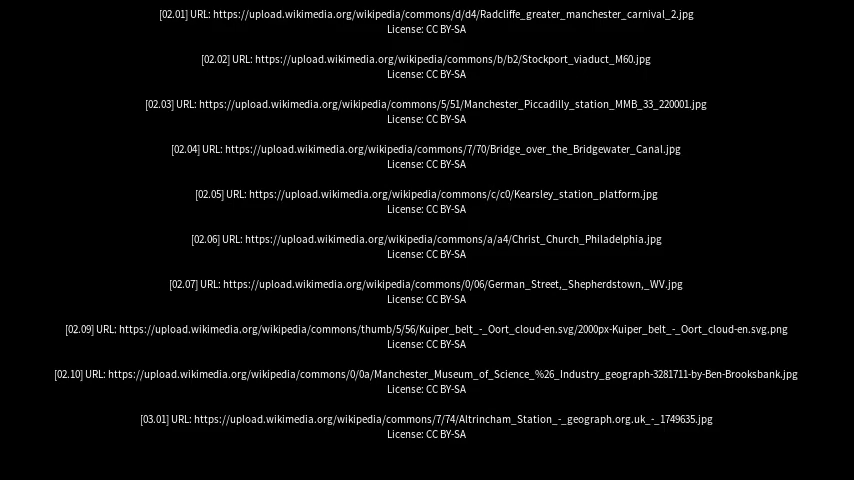 [02.01] URL: https://upload.wikimedia.org/wikipedia/commons/d/d4/Radcliffe_greater_manchester_carnival_2.jpg
License: CC BY-SA
[02.02] URL: https://upload.wikimedia.org/wikipedia/commons/b/b2/Stockport_viaduct_M60.jpg
License: CC BY-SA
[02.03] URL: https://upload.wikimedia.org/wikipedia/commons/5/51/Manchester_Piccadilly_station_MMB_33_220001.jpg
License: CC BY-SA
[02.04] URL: https://upload.wikimedia.org/wikipedia/commons/7/70/Bridge_over_the_Bridgewater_Canal.jpg
License: CC BY-SA
[02.05] URL: https://upload.wikimedia.org/wikipedia/commons/c/c0/Kearsley_station_platform.jpg
License: CC BY-SA
[02.06] URL: https://upload.wikimedia.org/wikipedia/commons/a/a4/Christ_Church_Philadelphia.jpg
License: CC BY-SA
[02.07] URL: https://upload.wikimedia.org/wikipedia/commons/0/06/German_Street,_Shepherdstown,_WV.jpg
License: CC BY-SA
[02.09] URL: https://upload.wikimedia.org/wikipedia/commons/thumb/5/56/Kuiper_belt_-_Oort_cloud-en.svg/2000px-Kuiper_belt_-_Oort_cloud-en.svg.png
License: CC BY-SA
[02.10] URL: https://upload.wikimedia.org/wikipedia/commons/0/0a/Manchester_Museum_of_Science_%26_Industry_geograph-3281711-by-Ben-Brooksbank.jpg
License: CC BY-SA
[03.01] URL: https://upload.wikimedia.org/wikipedia/commons/7/74/Altrincham_Station_-_geograph.org.uk_-_1749635.jpg
License: CC BY-SA